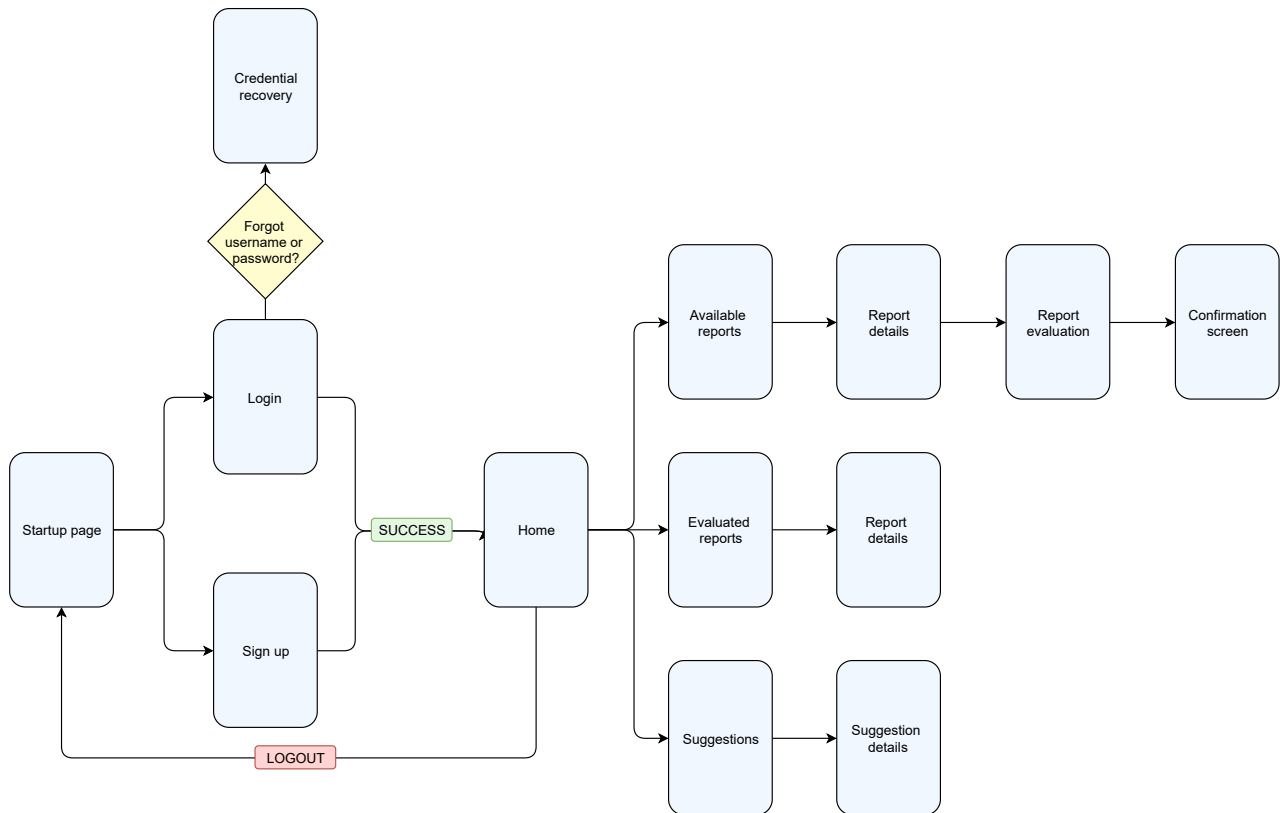 Credential
recovery
Forgot
username or
password?
Available
reports
Report
details
Report
evaluation
Confirmation
screen
Login
Startup page
SUCCESS
Home
Evaluated
reports
Report
details
Sign up
Suggestions
Suggestion
details
LOGOUT